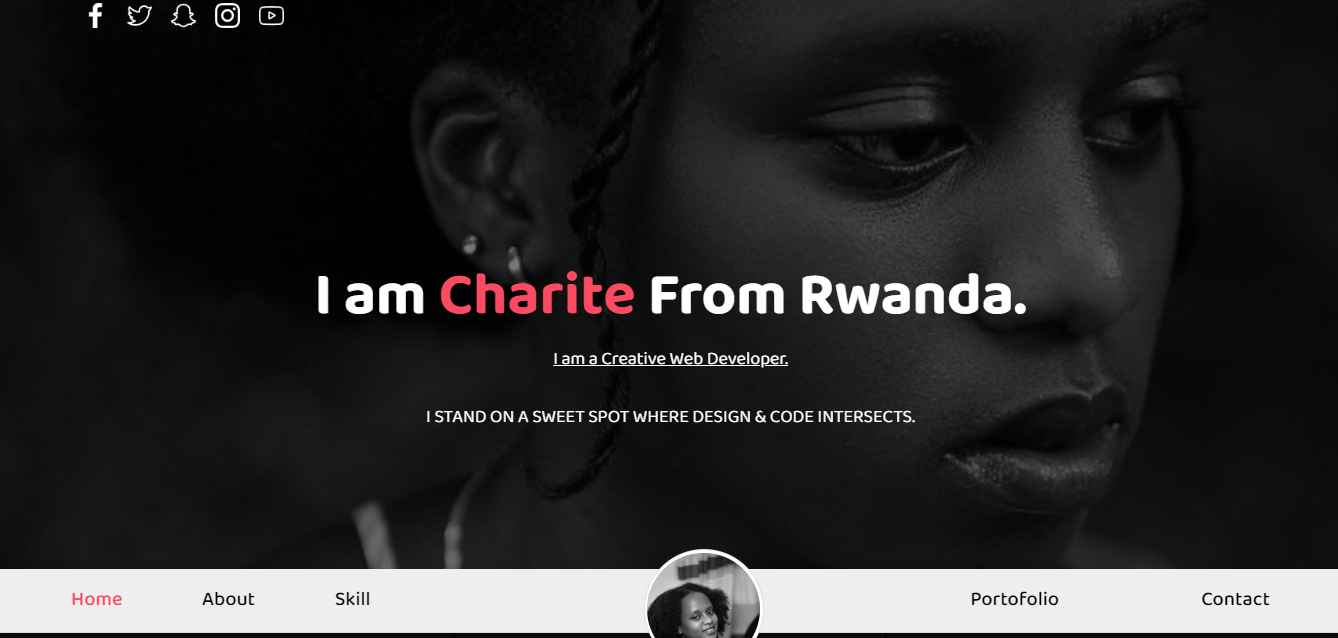 I am Charite From Rwanda.
I am a Creative Web Developer.
I STAND ON A SWEET SPOT WHERE DESIGN & CODE INTERSECTS.
Home About Skill Portofolio Contact